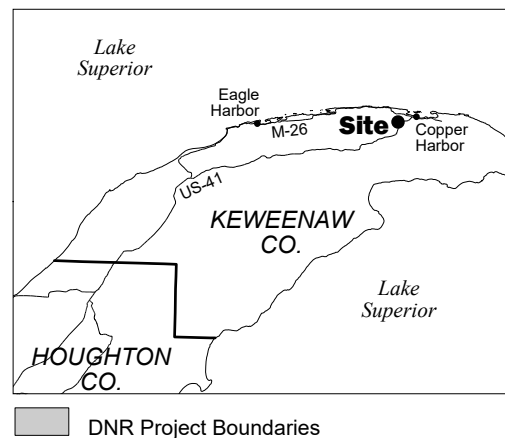 Lake
Superior
Eagle
Harbor
M-26
Site
Copper
Harbor
US-41
KEWEENAW
CO.
Lake
Superior
HOUGHTON
CO.
DNR Project Boundaries